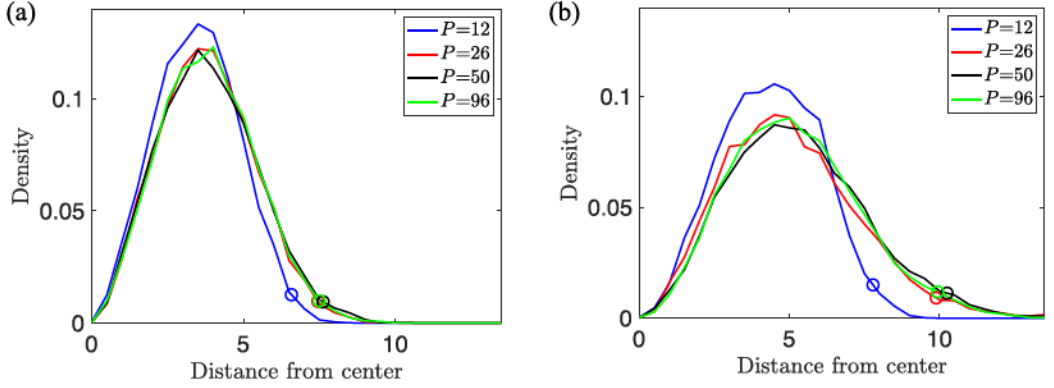 (a)
P=12
P=26
P=50
P=96
0.1
0.05
0
Density
0 5 10
Distance from center
(b)
P=12
P=26
P=50
P=96
0.1
0.05
0
Density
0 5 10
Distance from center